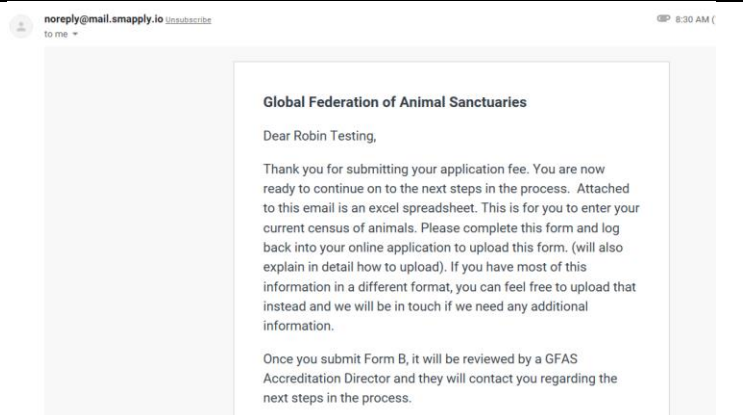 noreply@mail.smapply.io Unsubscribe
8:30 AM (
to me
Global Federation of Animal Sanctuaries
Dear Robin Testing,
Thank you for submitting your application fee. You are now
ready to continue on to the next steps in the process. Attached
to this email is an excel spreadsheet. This is for you to enter your
current census of animals. Please complete this form and log
back into your online application to upload this form. (will also
explain in detail how to upload). If you have most of this
information in a different format, you can feel free to upload that
instead and we will be in touch if we need any additional
information.
Once you submit Form B, it will be reviewed by a GFAS
Accreditation Director and they will contact you regarding the
next steps in the process.